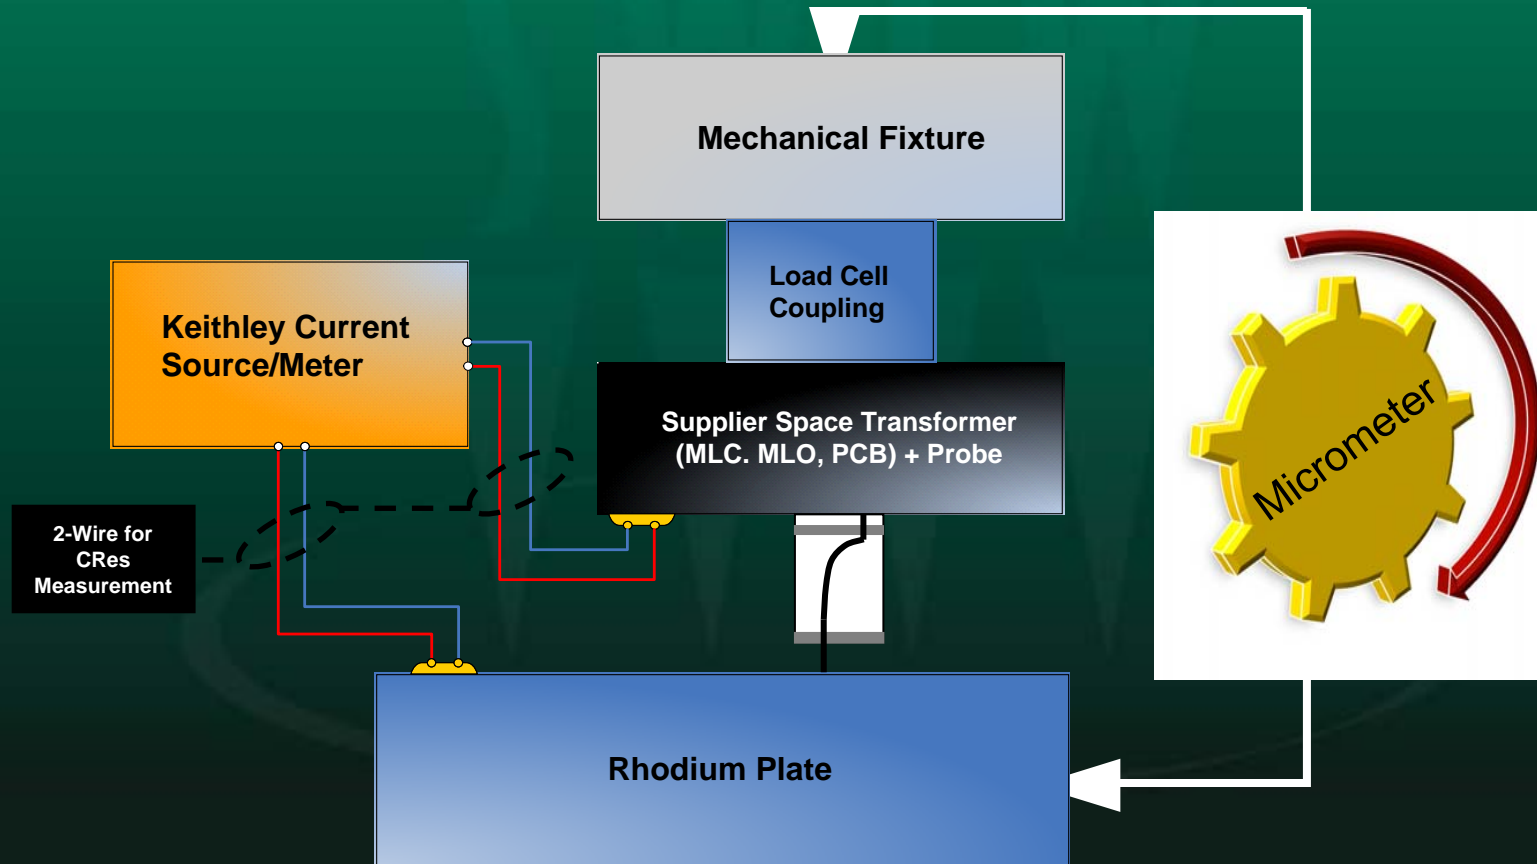 Mechanical Fixture
Load Cell
Coupling
Keithley Current
Source/Meter
Supplier Space Transformer
(MLC. MLO, PCB) + Probe
Micrometer
2-Wire for
CRes
Measurement
Rhodium Plate